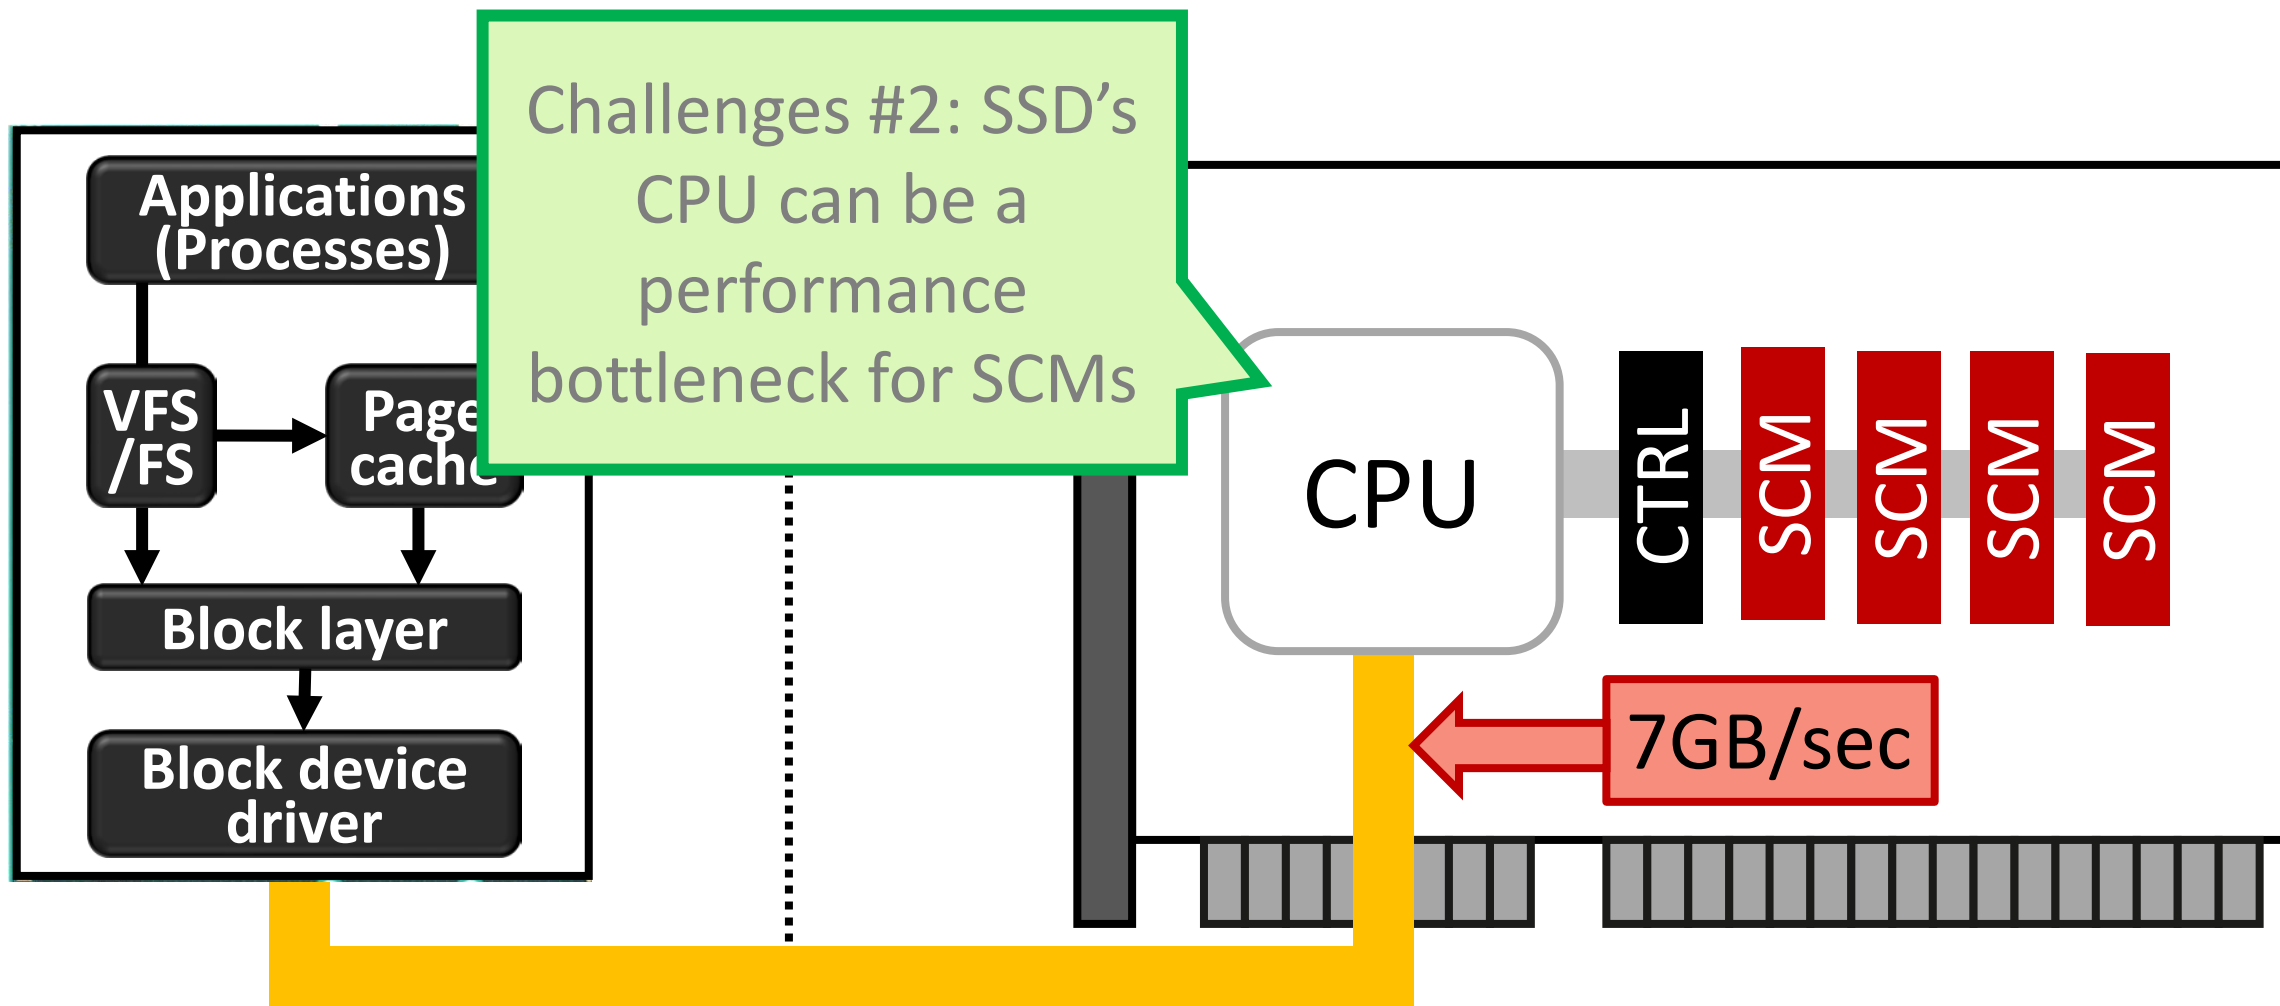 Challenges #2: SSD’s
CPU can be a
performance
bottleneck for SCMs
Applications
(Processes)
VFS
/FS
Page
cache
Block layer
Block device
driver
CPU
CTRL
SCM
SCM
SCM
SCM
7GB/sec